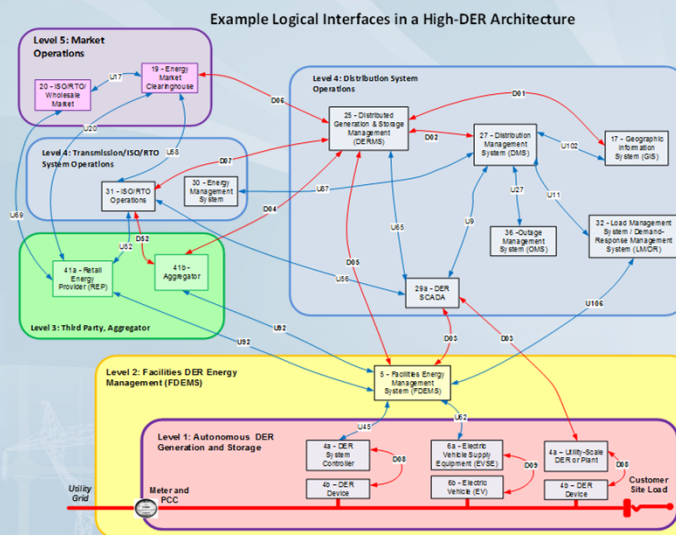 Example Logical Interfaces in a High-DER Architecture
Level 5: Market
Operations
19 - Energy
Market
Clearinghouse
20 - ISO/RTO/
Wholesale
Market
U17
U20
U68
D06
Level 4: Distribution System
Operations
25 - Distributed
Generation & Storage
Management
(DERMS)
27 - Distribution
Management
System (DMS)
17 - Geographic
Information
System (GIS)
D01
D02
U102
Level 4: Transmission/ISO/RTO
System Operations
31 - ISO/RTO
Operations
30 - Energy
Management
System
D07
U87
U27
U11
36 - Outage
Management
System (OMS)
32 - Load Management
System / Demand-
Response Management
System (LM/DR)
U69
D04
U65
U9
U52
D52
D05
U56
41a - Retail
Energy
Provider (REP)
41b -
Aggregator
29a - DER
SCADA
Level 3: Third Party, Aggregator
U92
U92
D03
D03
U106
Level 2: Facilities DER Energy
Management (FDEMS)
5 - Facilities Energy
Management
System (FDEMS)
U45
U62
Level 1: Autonomous DER
Generation and Storage
4a - DER
System
Controller
4b - DER
Device
D08
6a - Electric
Vehicle Supply
Equipment (EVSE)
6b - Electric
Vehicle (EV)
D09
4a - Utility-Scale
DER or Plant
4b - DER
Device
D08
Utility
Grid
Meter and
PCC
Customer
Site Load